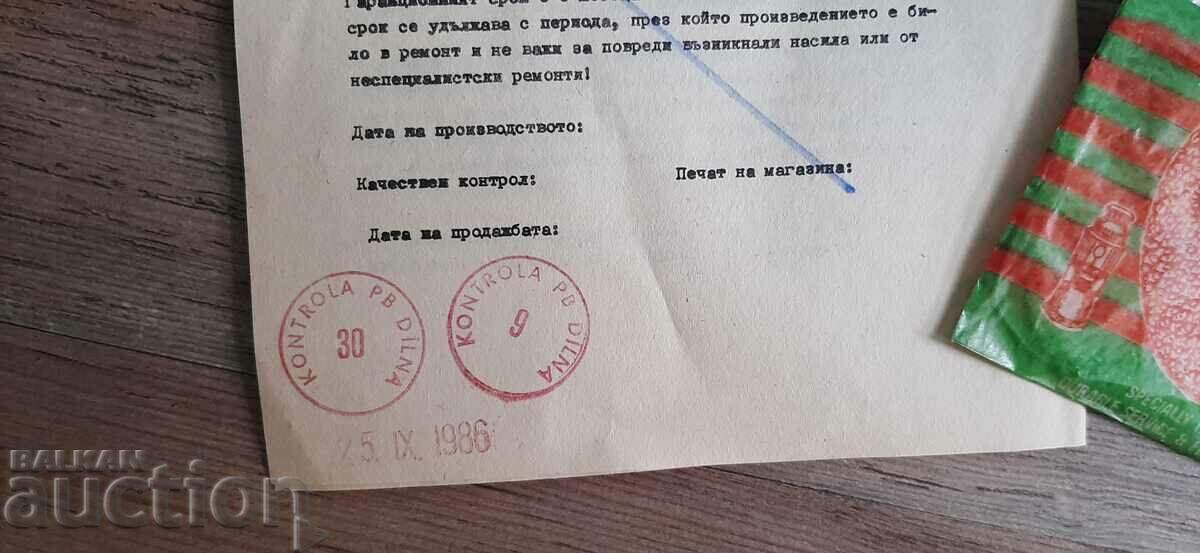 срок се удължава с периода, през който произведението е би-
ло в ремонт и не важи за повреди възникнали насила или от
неспециалистски ремонти!
Дата на производството:
Качествен контрол:
Печат на магазина:
Дата на продажбата:
KONTROLA PB DÍLNA
30
KONTROLA PB DÍLNA
9
25. IX. 1986
BALKAN
auction